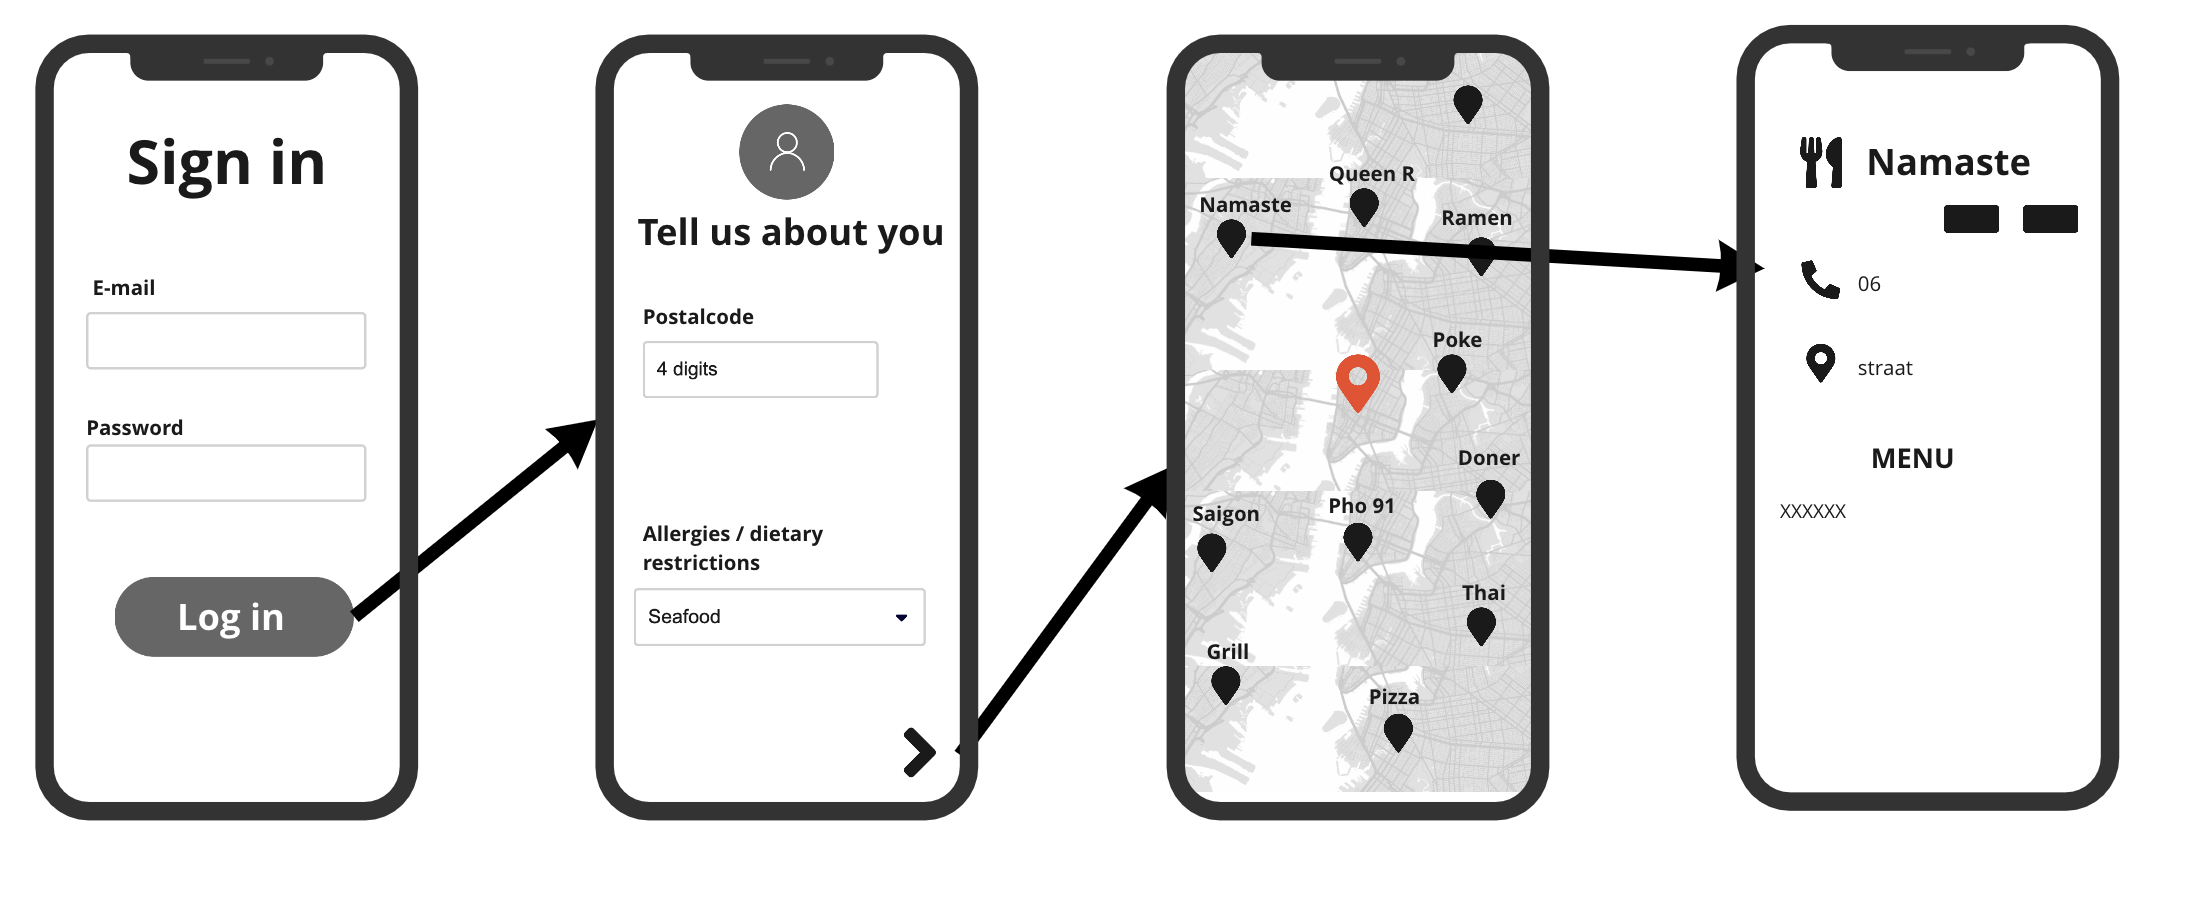 Sign in
E-mail
Password
Log in
Tell us about you
Postalcode
4 digits
Allergies / dietary
restrictions
Seafood
Queen R
Namaste
Ramen
Poke
Doner
Pho 91
Saigon
Thai
Grill
Pizza
Namaste
06
straat
MENU
XXXXXX